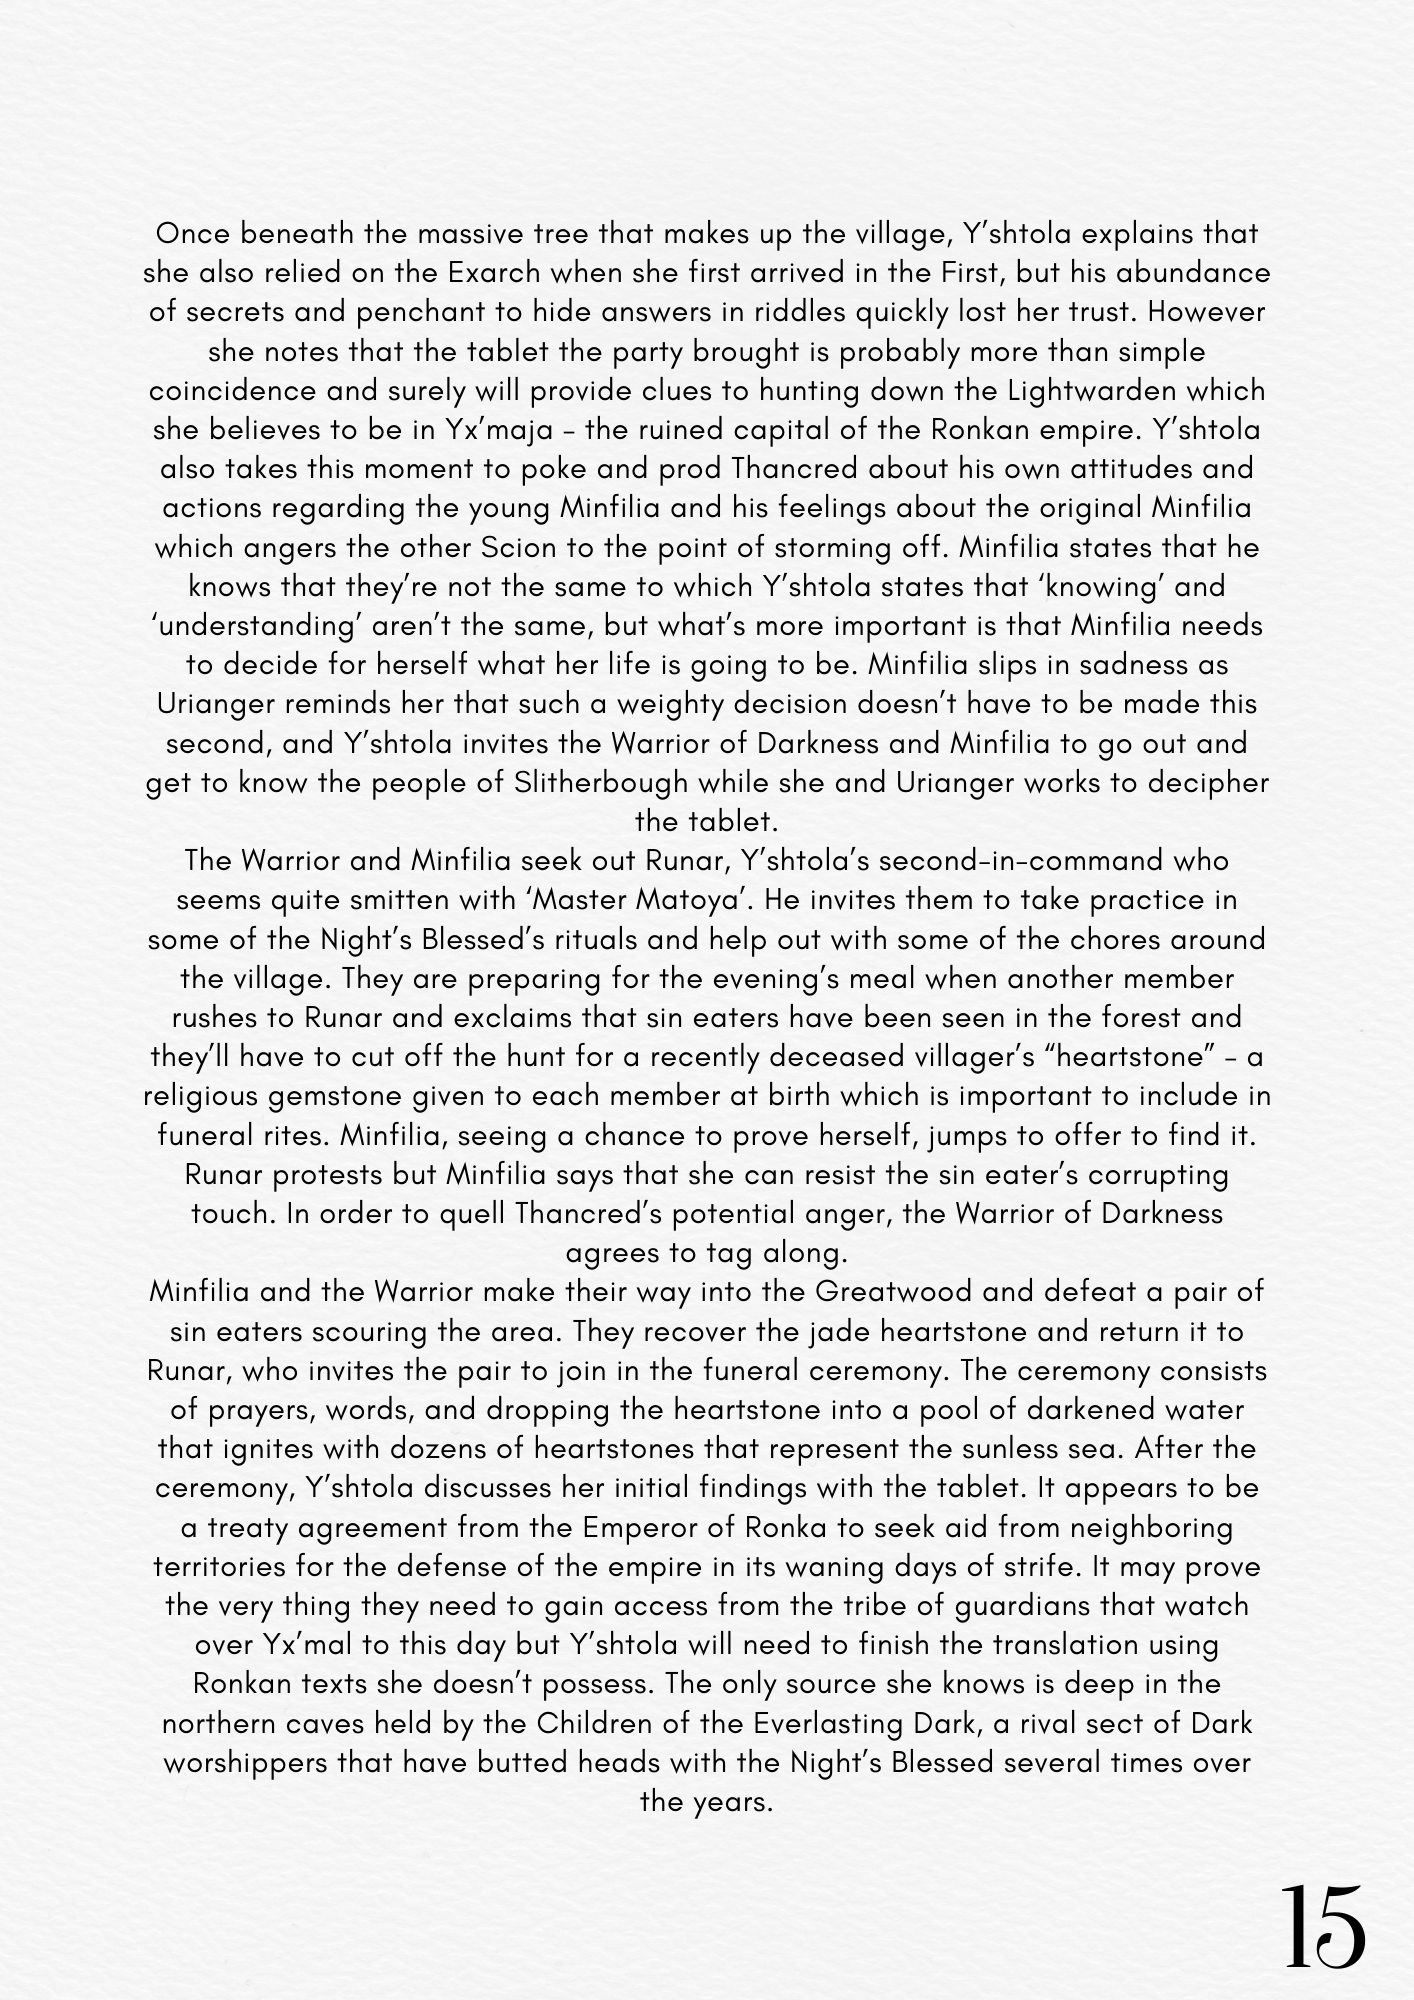 Once beneath the massive tree that makes up the village, Y’shtola explains that
she also relied on the Exarch when she first arrived in the First, but his abundance
of secrets and penchant to hide answers in riddles quickly lost her trust. However
she notes that the tablet the party brought is probably more than simple
coincidence and surely will provide clues to hunting down the Lightwarden which
she believes to be in Yx’maja – the ruined capital of the Ronkan empire. Y’shtola
also takes this moment to poke and prod Thancred about his own attitudes and
actions regarding the young Minfilia and his feelings about the original Minfilia
which angers the other Scion to the point of storming off. Minfilia states that he
knows that they’re not the same to which Y’shtola states that ‘knowing’ and
‘understanding’ aren’t the same, but what’s more important is that Minfilia needs
to decide for herself what her life is going to be. Minfilia slips in sadness as
Urianger reminds her that such a weighty decision doesn’t have to be made this
second, and Y’shtola invites the Warrior of Darkness and Minfilia to go out and
get to know the people of Slitherbough while she and Urianger works to decipher
the tablet.
The Warrior and Minfilia seek out Runar, Y’shtola’s second-in-command who
seems quite smitten with ‘Master Matoya’. He invites them to take practice in
some of the Night’s Blessed’s rituals and help out with some of the chores around
the village. They are preparing for the evening’s meal when another member
rushes to Runar and exclaims that sin eaters have been seen in the forest and
they’ll have to cut off the hunt for a recently deceased villager’s “heartstone” – a
religious gemstone given to each member at birth which is important to include in
funeral rites. Minfilia, seeing a chance to prove herself, jumps to offer to find it.
Runar protests but Minfilia says that she can resist the sin eater’s corrupting
touch. In order to quell Thancred’s potential anger, the Warrior of Darkness
agrees to tag along.
Minfilia and the Warrior make their way into the Greatwood and defeat a pair of
sin eaters scouring the area. They recover the jade heartstone and return it to
Runar, who invites the pair to join in the funeral ceremony. The ceremony consists
of prayers, words, and dropping the heartstone into a pool of darkened water
that ignites with dozens of heartstones that represent the sunless sea. After the
ceremony, Y’shtola discusses her initial findings with the tablet. It appears to be
a treaty agreement from the Emperor of Ronka to seek aid from neighboring
territories for the defense of the empire in its waning days of strife. It may prove
the very thing they need to gain access from the tribe of guardians that watch
over Yx’mal to this day but Y’shtola will need to finish the translation using
Ronkan texts she doesn’t possess. The only source she knows is deep in the
northern caves held by the Children of the Everlasting Dark, a rival sect of Dark
worshippers that have butted heads with the Night’s Blessed several times over
the years.
15